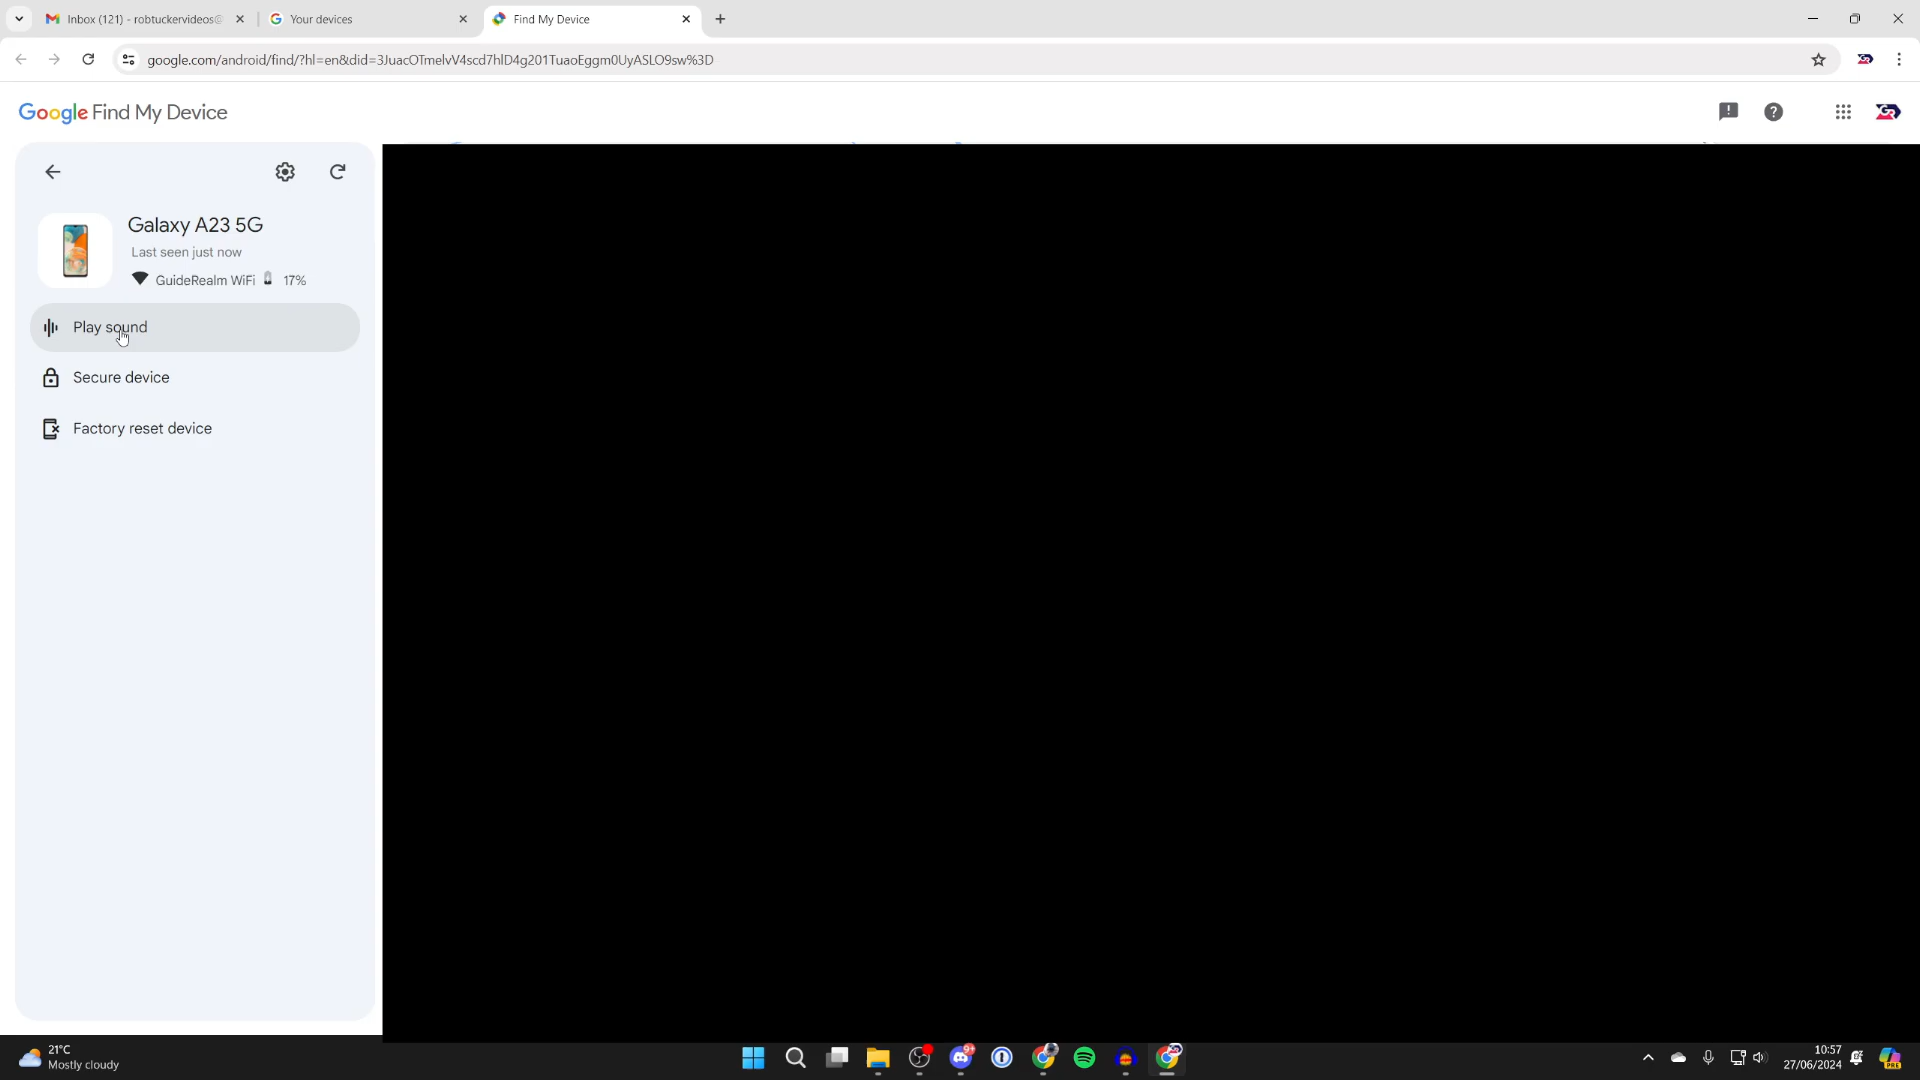 Inbox (121) - robtuckervideos@
Your devices
Find My Device
google.com/android/find/?hl=en&did=3JuacOTmelvV4scd7hlD4g201TuaoEggm0UyASLO9sw%3D
Google Find My Device
Galaxy A23 5G
Last seen just now
GuideRealm WiFi 17%
Play sound
Secure device
Factory reset device
21°C
Mostly cloudy
9+
10:57
27/06/2024
PRE